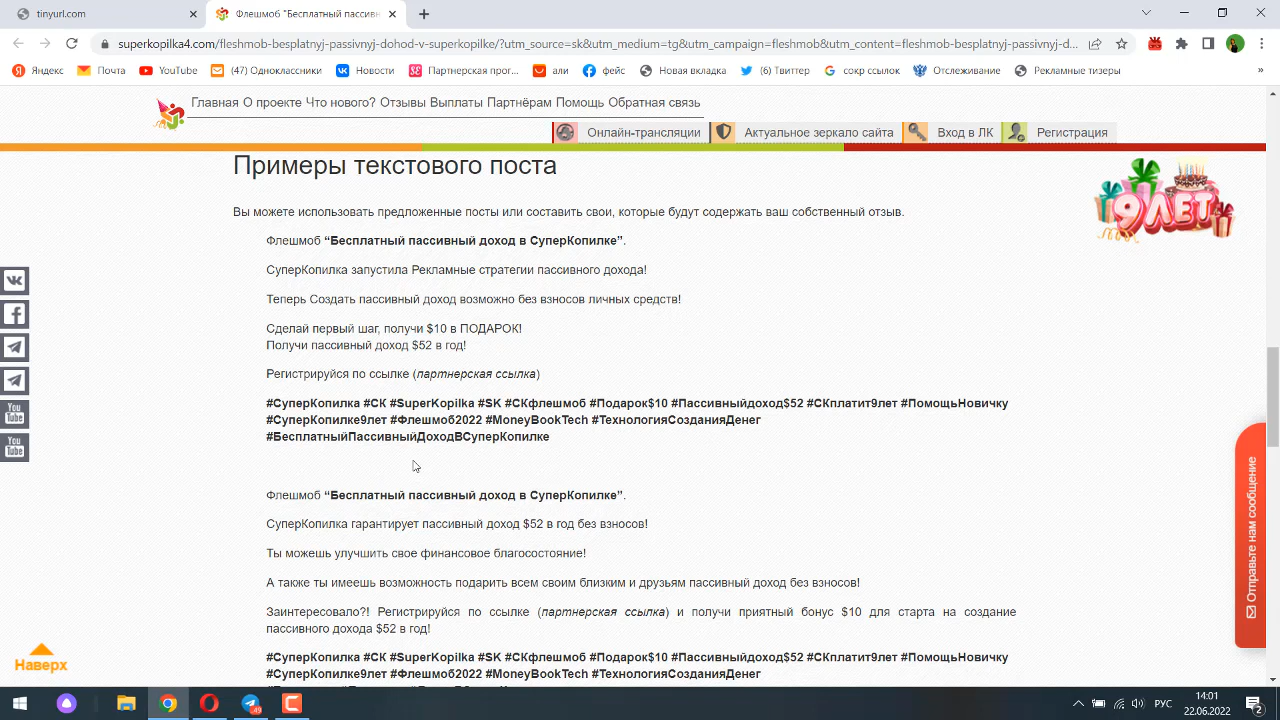 tinyurl.com
Флешмоб "Бесплатный пассивн
superkopilka4.com/fleshmob-besplatnyj-passivnyj-dohod-v-superkopilke/?utm_source=sk&utm_medium=tg&utm_campaign=fleshmob&utm_content=fleshmob-besplatnyj-passivnyj-d...
Яндекс Почта YouTube (47) Одноклассники Новости Партнерская прог... али фейс Новая вкладка (6) Твиттер сокр ссылок Отслеживание Рекламные тизеры »
Главная О проекте Что нового? Отзывы Выплаты Партнёрам Помощь Обратная связь
Онлайн-трансляции Актуальное зеркало сайта Вход в ЛК Регистрация
9 ЛЕТ
Примеры текстового поста
Вы можете использовать предложенные посты или составить свои, которые будут содержать ваш собственный отзыв.
Флешмоб “Бесплатный пассивный доход в СуперКопилке”.
СуперКопилка запустила Рекламные стратегии пассивного дохода!
Теперь Создать пассивный доход возможно без взносов личных средств!
Сделай первый шаг, получи $10 в ПОДАРОК!
Получи пассивный доход $52 в год!
Регистрируйся по ссылке (партнерская ссылка)
#СуперКопилка #СК #SuperKopilka #SK #СКфлешмоб #Подарок$10 #Пассивныйдоход$52 #СКплатит9лет #ПомощьНовичку
#СуперКопилке9лет #Флешмоб2022 #MoneyBookTech #ТехнологияСозданияДенег
#БесплатныйПассивныйДоходВСуперКопилке
Флешмоб “Бесплатный пассивный доход в СуперКопилке”.
СуперКопилка гарантирует пассивный доход $52 в год без взносов!
Ты можешь улучшить свое финансовое благосостояние!
А также ты имеешь возможность подарить всем своим близким и друзьям пассивный доход без взносов!
Заинтересовало?! Регистрируйся по ссылке (партнерская ссылка) и получи приятный бонус $10 для старта на создание
пассивного дохода $52 в год!
#СуперКопилка #СК #SuperKopilka #SK #СКфлешмоб #Подарок$10 #Пассивныйдоход$52 #СКплатит9лет #ПомощьНовичку
#СуперКопилке9лет #Флешмоб2022 #MoneyBookTech #ТехнологияСозданияДенег
You Tube
You Tube
Наверх
Отправьте нам сообщение
49
РУС
14:01
22.06.2022
2